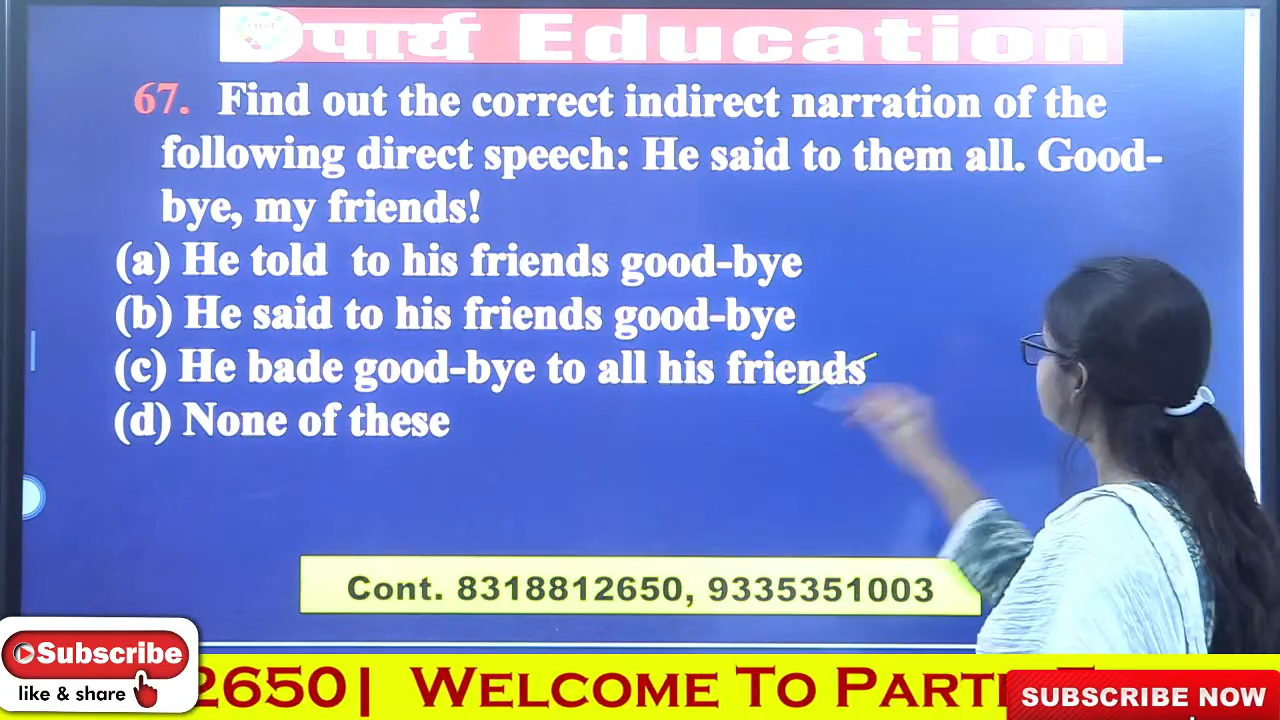 पार्थ Education
67. Find out the correct indirect narration of the
following direct speech: He said to them all. Good-
bye, my friends!
(a) He told to his friends good-bye
(b) He said to his friends good-bye
(c) He bade good-bye to all his friends
(d) None of these
Cont. 8318812650, 9335351003
Subscribe
like & share
2650| WELCOME TO
SUBSCRIBE NOW